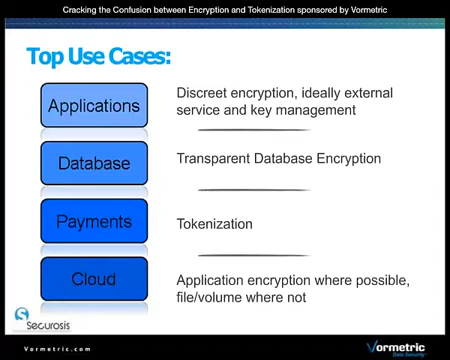 Cracking the Confusion between Encryption and Tokenization sponsored by Vormetric
Top Use Cases:
Applications
Discreet encryption, ideally external
service and key management
Database
Transparent Database Encryption
Payments
Tokenization
Cloud
Application encryption where possible,
file/volume where not
Securosis
Vormetric.com
Vormetric
Data Security